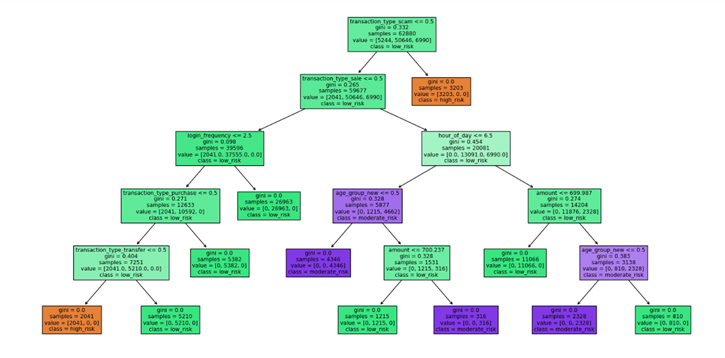 transaction_type_scam <= 0.5
gini = 0.332
samples = 62880
value = [5244, 50646, 6990]
class = low_risk
transaction_type_sale <= 0.5
gini = 0.265
samples = 59677
value = [2041, 50646, 6990]
class = low_risk
gini = 0.0
samples = 3203
value = [3203, 0, 0]
class = high_risk
login_frequency <= 2.5
gini = 0.098
samples = 39596
value = [2041.0, 37555.0, 0.0]
class = low_risk
hour_of_day <= 6.5
gini = 0.454
samples = 20081
value = [0.0, 13091.0, 6990.0]
class = low_risk
transaction_type_purchase <= 0.5
gini = 0.271
samples = 12633
value = [2041, 10592, 0]
class = low_risk
gini = 0.0
samples = 26963
value = [0, 26963, 0]
class = low_risk
age_group_new <= 0.5
gini = 0.328
samples = 5877
value = [0, 1215, 4662]
class = moderate_risk
amount <= 699.987
gini = 0.274
samples = 14204
value = [0, 11876, 2328]
class = low_risk
transaction_type_transfer <= 0.5
gini = 0.404
samples = 7251
value = [2041.0, 5210.0, 0.0]
class = low_risk
gini = 0.0
samples = 5382
value = [0, 5382, 0]
class = low_risk
gini = 0.0
samples = 4346
value = [0, 0, 4346]
class = moderate_risk
amount <= 700.237
gini = 0.328
samples = 1531
value = [0, 1215, 316]
class = low_risk
gini = 0.0
samples = 11066
value = [0, 11066, 0]
class = low_risk
age_group_new <= 0.5
gini = 0.383
samples = 3138
value = [0, 810, 2328]
class = moderate_risk
gini = 0.0
samples = 2041
value = [2041, 0, 0]
class = high_risk
gini = 0.0
samples = 5210
value = [0, 5210, 0]
class = low_risk
gini = 0.0
samples = 1215
value = [0, 1215, 0]
class = low_risk
gini = 0.0
samples = 316
value = [0, 0, 316]
class = moderate_risk
gini = 0.0
samples = 2328
value = [0, 0, 2328]
class = moderate_risk
gini = 0.0
samples = 810
value = [0, 810, 0]
class = low_risk